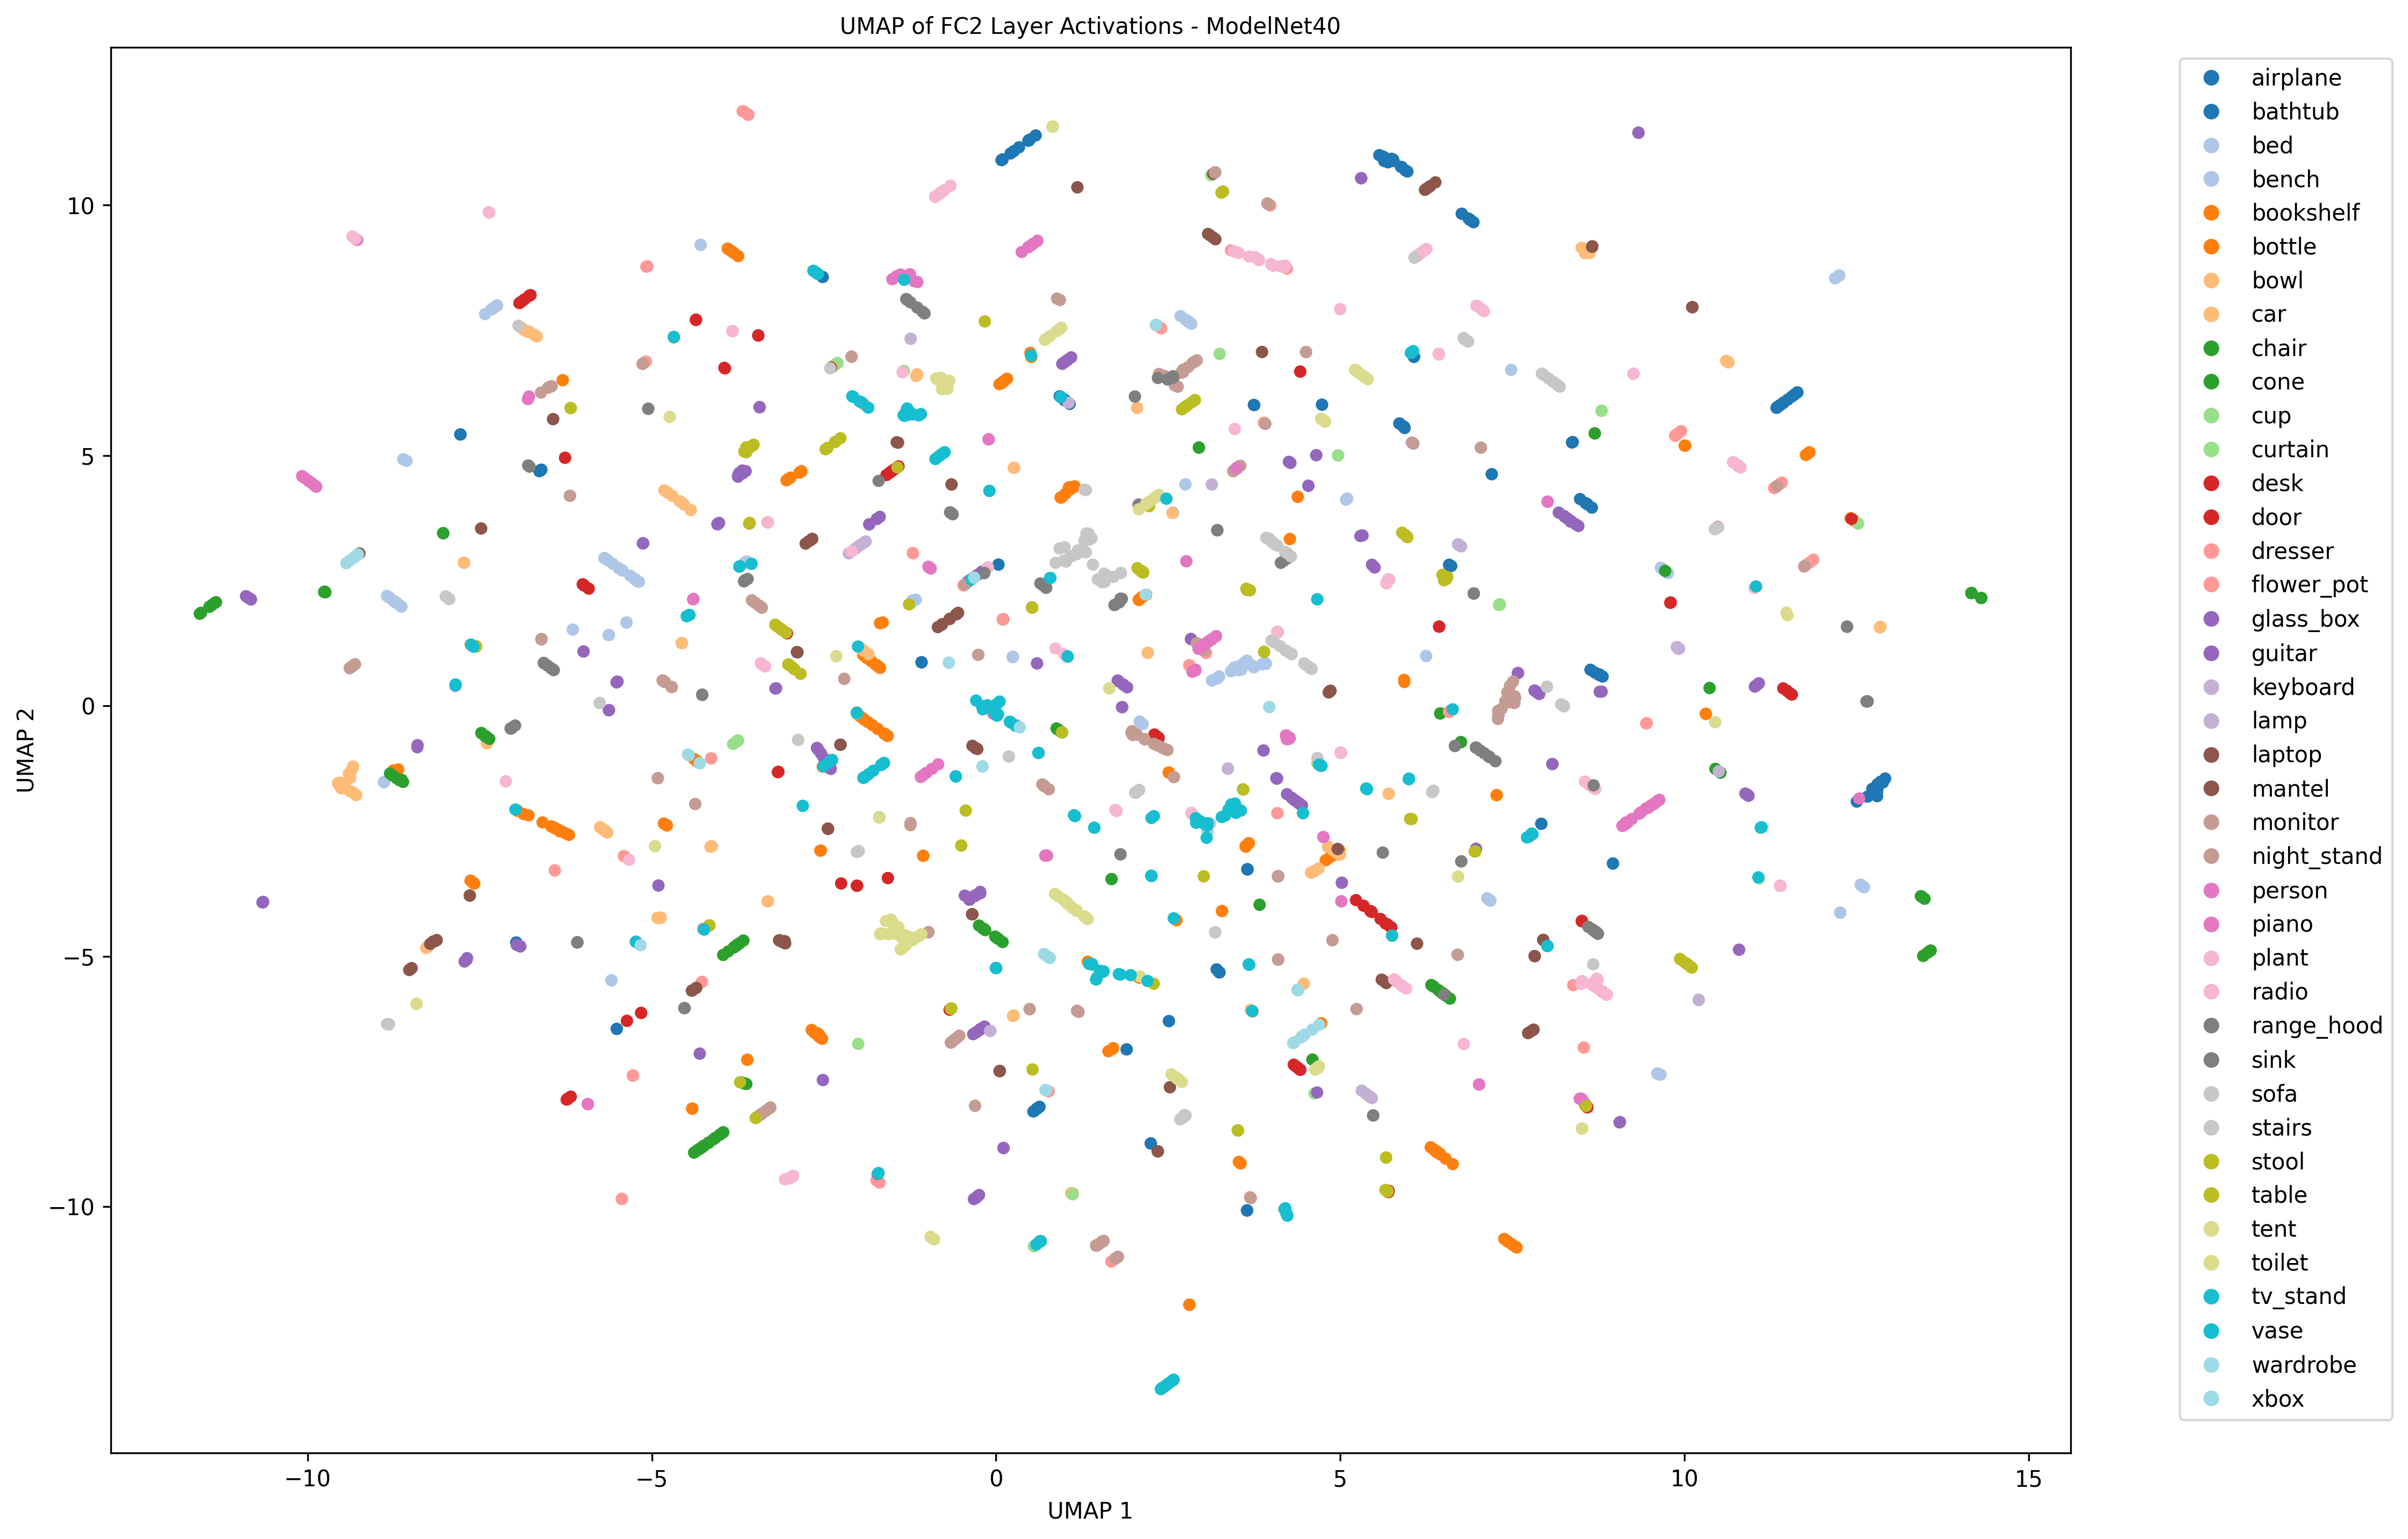 UMAP of FC2 Layer Activations - ModelNet40
10
5
0
−5
−10
UMAP 2
−10
−5
0
5
10
15
UMAP 1
airplane
bathtub
bed
bench
bookshelf
bottle
bowl
car
chair
cone
cup
curtain
desk
door
dresser
flower_pot
glass_box
guitar
keyboard
lamp
laptop
mantel
monitor
night_stand
person
piano
plant
radio
range_hood
sink
sofa
stairs
stool
table
tent
toilet
tv_stand
vase
wardrobe
xbox